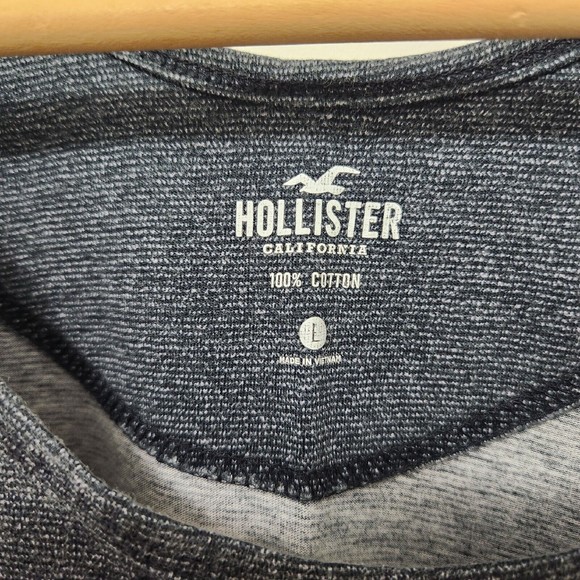 HOLLISTER
CALIFORNIA
100% COTTON
L
MADE IN VIETNAM